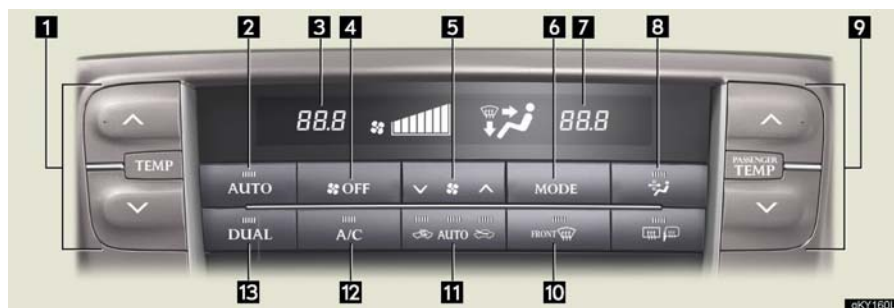 1 2 3 4 5 6 7 8 9
88.8 88.8
TEMP AUTO OFF MODE PASSENGER TEMP
DUAL A/C AUTO FRONT
13 12 11 10